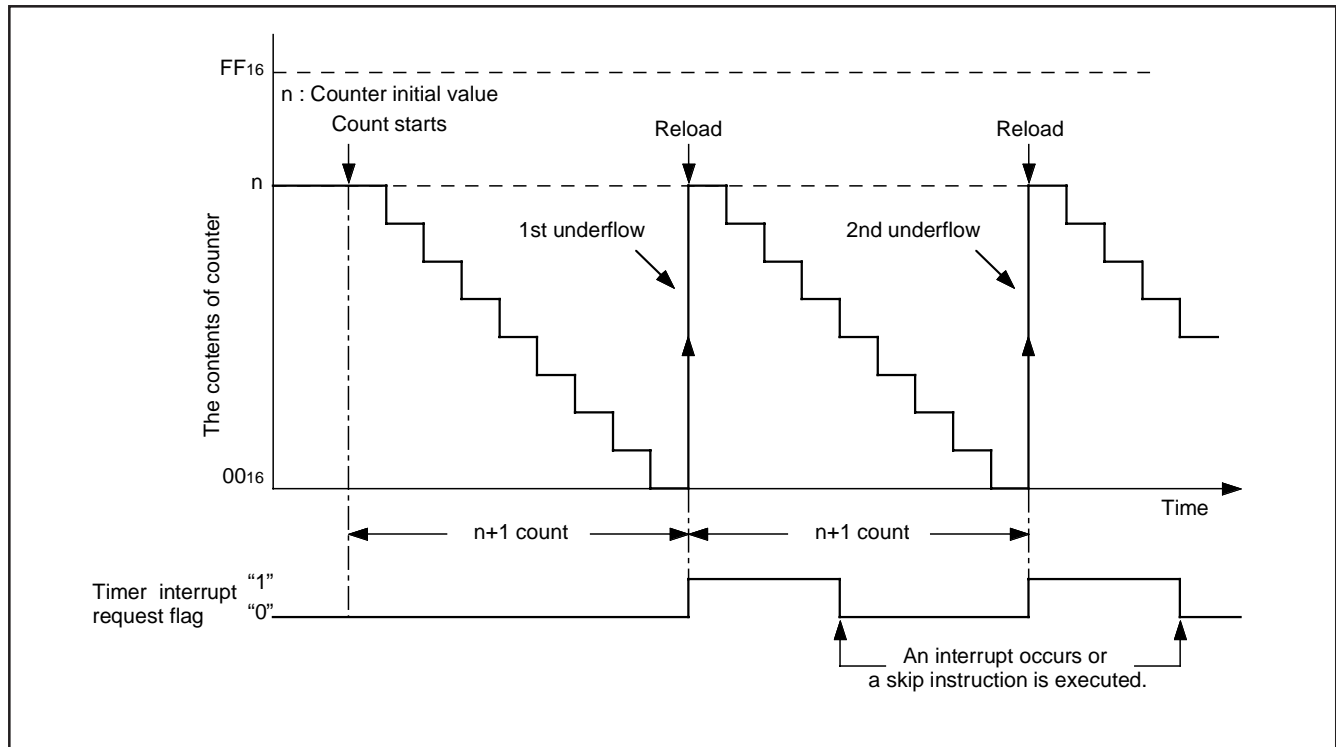 FF16
n : Counter initial value
Count starts
Reload
Reload
n
1st underflow
2nd underflow
The contents of counter
0016
Time
n+1 count
n+1 count
Timer interrupt
request flag
“1”
“0”
An interrupt occurs or
a skip instruction is executed.